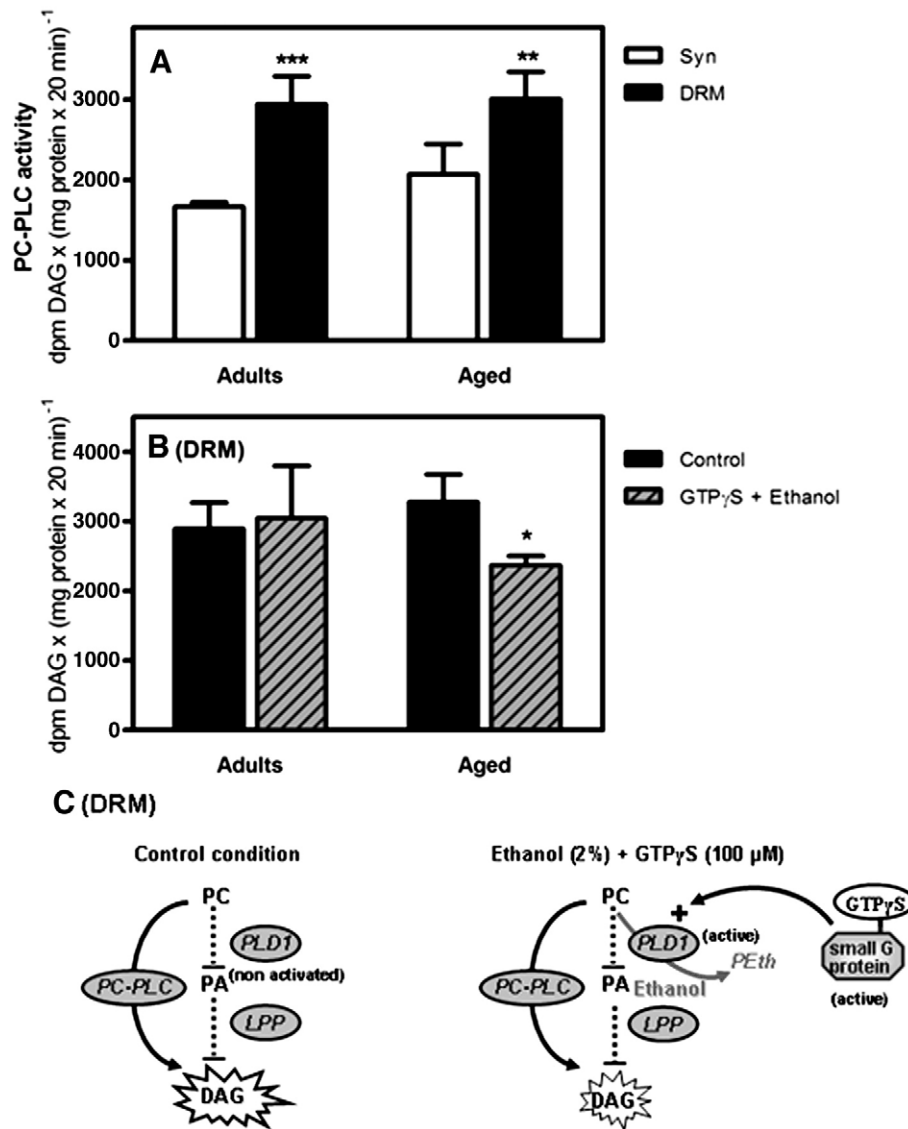 A
PC-PLC activity
dpm DAG x (mg protein x 20 min)⁻¹
3000
2000
1000
0
***
**
Adults
Aged
Syn
DRM
B (DRM)
dpm DAG x (mg protein x 20 min)⁻¹
4000
3000
2000
1000
0
*
Adults
Aged
Control
GTPγS + Ethanol
C (DRM)
Control condition
PC
PLD1
(non activated)
PC-PLC
PA
LPP
DAG
Ethanol (2%) + GTPγS (100 µM)
PC
+
PLD1
(active)
PEth
PC-PLC
PA
Ethanol
LPP
DAG
GTPγS
small G
protein
(active)